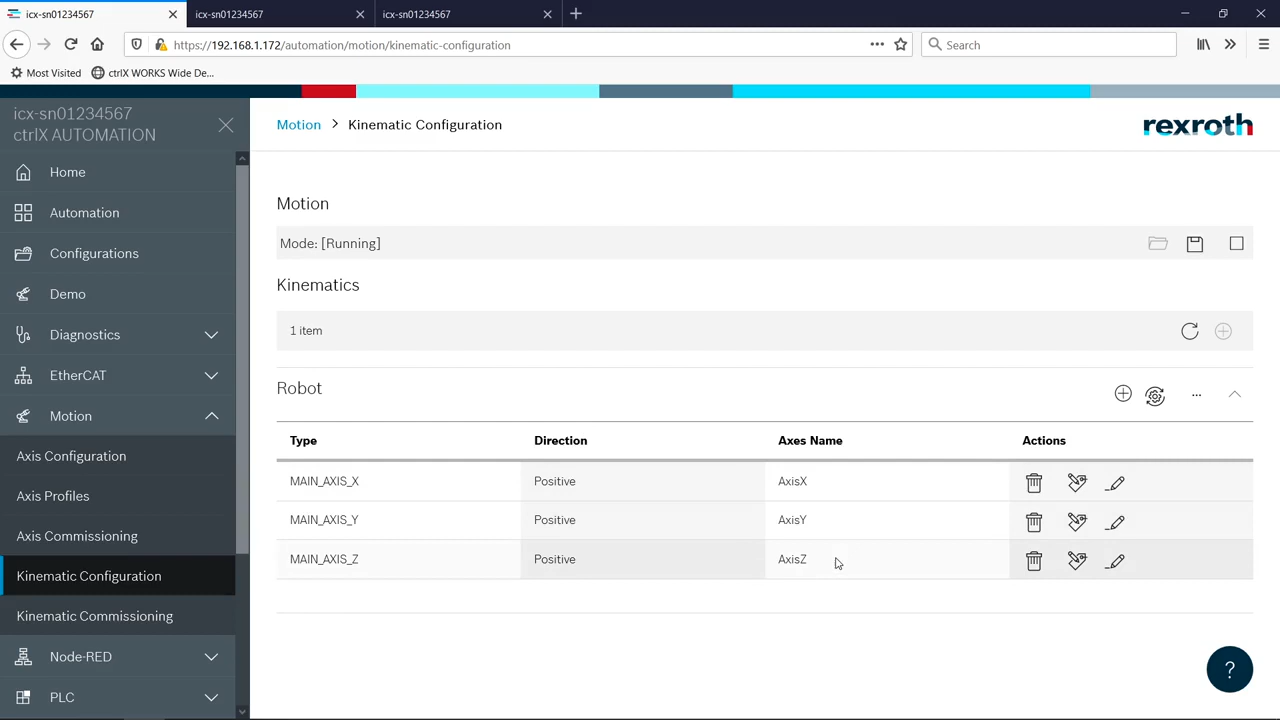 icx-sn01234567
icx-sn01234567
icx-sn01234567
https://192.168.1.172/automation/motion/kinematic-configuration
Search
Most Visited
ctrlX WORKS Wide De...
icx-sn01234567
ctrlX AUTOMATION
Home
Automation
Configurations
Demo
Diagnostics
EtherCAT
Motion
Axis Configuration
Axis Profiles
Axis Commissioning
Kinematic Configuration
Kinematic Commissioning
Node-RED
PLC
Motion > Kinematic Configuration
rexroth
Motion
Mode: [Running]
Kinematics
1 item
Robot
Type Direction Axes Name Actions
MAIN_AXIS_X Positive AxisX
MAIN_AXIS_Y Positive AxisY
MAIN_AXIS_Z Positive AxisZ
?